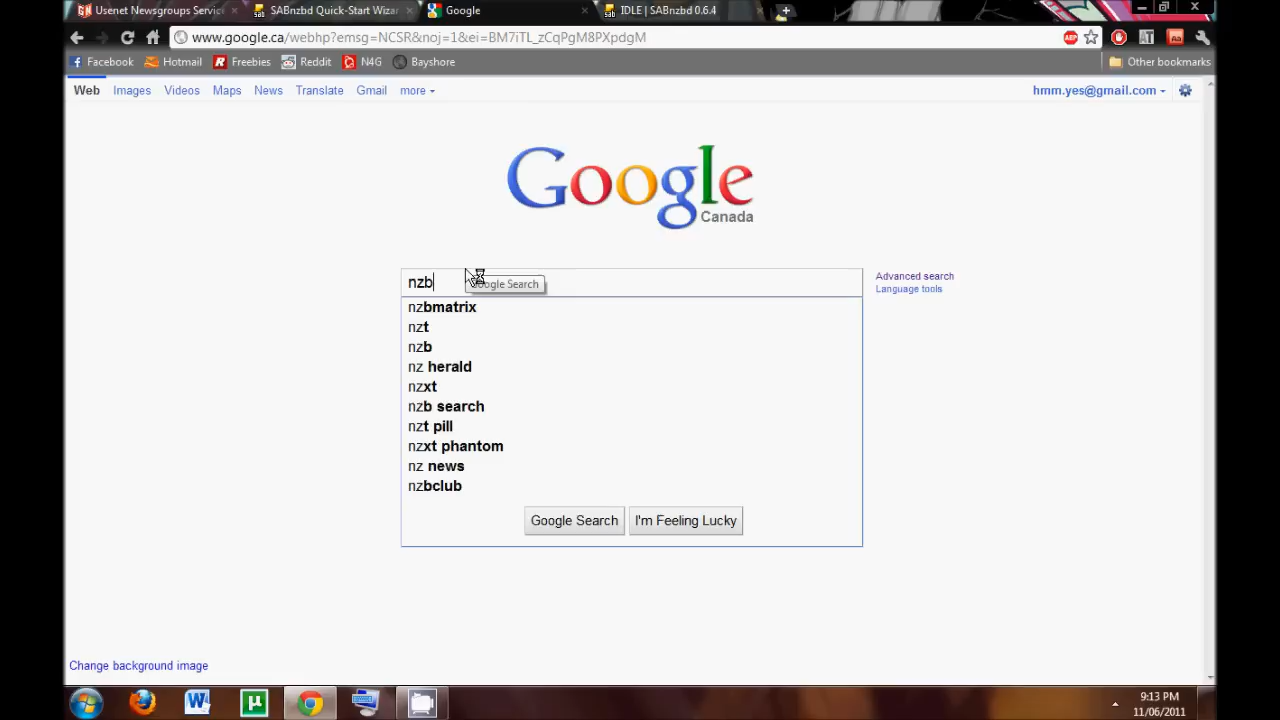 Usenet Newsgroups Servic
SABnzbd Quick-Start Wizar
Google
IDLE | SABnzbd 0.6.4
www.google.ca/webhp?emsg=NCSR&noj=1&ei=BM7iTL_zCqPgM8PXpdgM
Facebook Hotmail Freebies Reddit N4G Bayshore Other bookmarks
Web Images Videos Maps News Translate Gmail more hmm.yes@gmail.com
Google
Canada
nzb
Google Search
Advanced search
Language tools
nzbmatrix
nzt
nzb
nz herald
nzxt
nzb search
nzt pill
nzxt phantom
nz news
nzbclub
Google Search I'm Feeling Lucky
Change background image
9:13 PM
11/06/2011